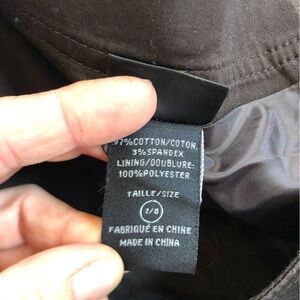 97%COTTON/COTON
3%SPANDEX
LINING/DOUBLURE:
100%POLYESTER
TAILLE/SIZE
7/8
FABRIQUÉ EN CHINE
MADE IN CHINA